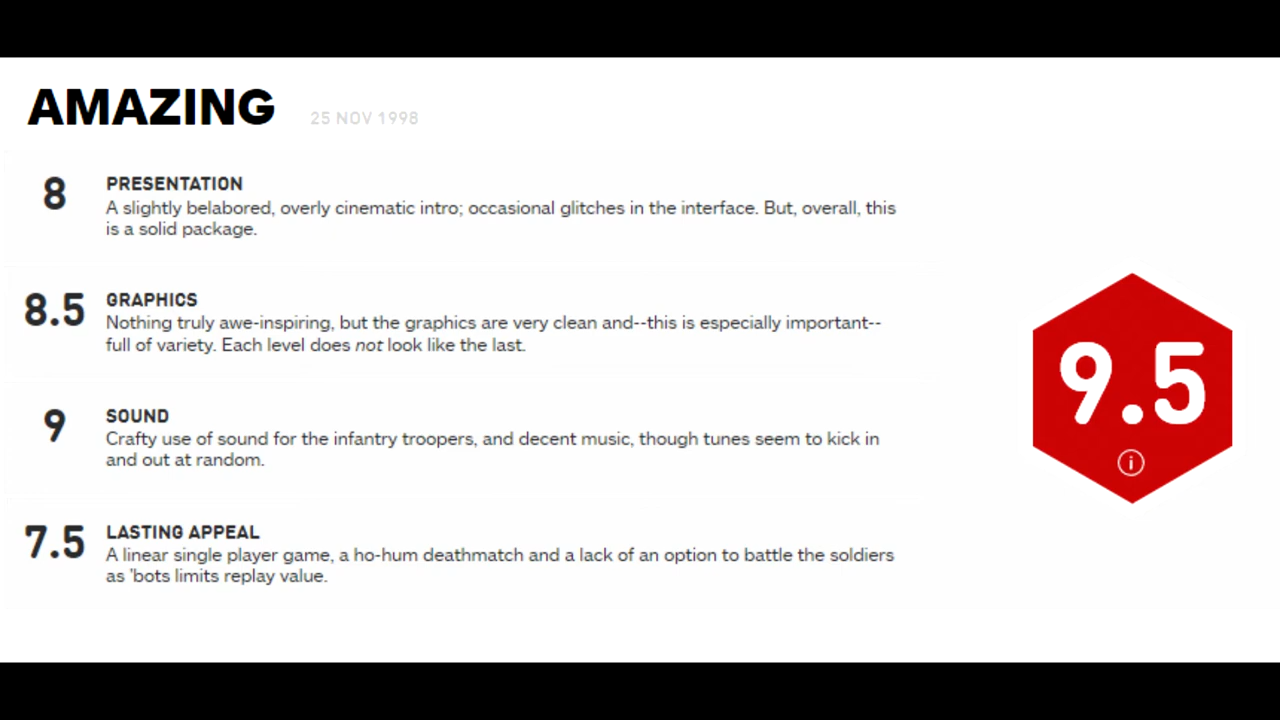 AMAZING 25 NOV 1998
8 PRESENTATION
A slightly belabored, overly cinematic intro; occasional glitches in the interface. But, overall, this
is a solid package.
8.5 GRAPHICS
Nothing truly awe-inspiring, but the graphics are very clean and--this is especially important--
full of variety. Each level does not look like the last.
9 SOUND
Crafty use of sound for the infantry troopers, and decent music, though tunes seem to kick in
and out at random.
7.5 LASTING APPEAL
A linear single player game, a ho-hum deathmatch and a lack of an option to battle the soldiers
as 'bots limits replay value.
9.5
i